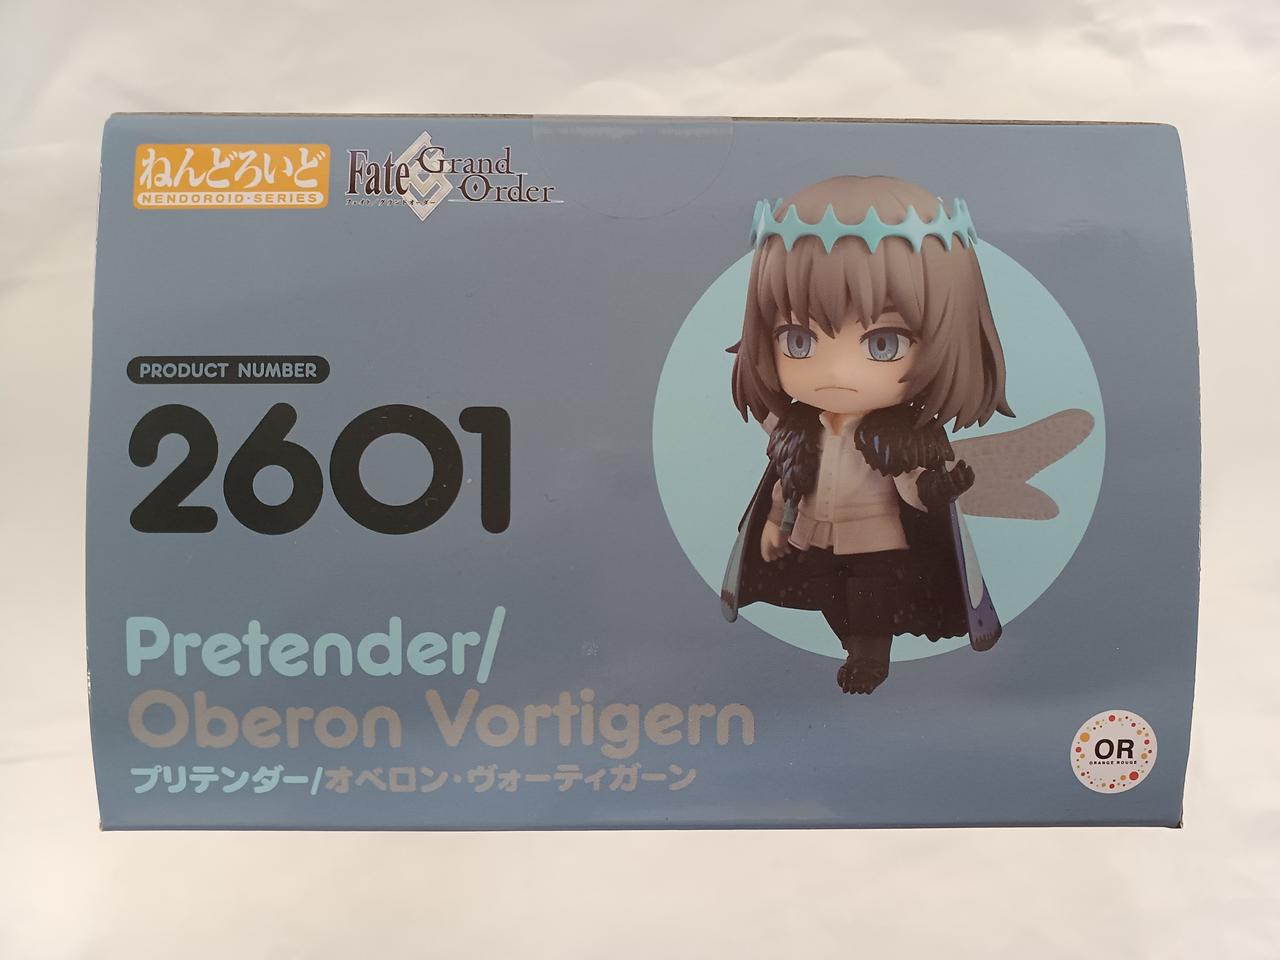 ねんどろいど
NENDOROID・SERIES
Fate Grand Order
フェイト/グランドオーダー
PRODUCT NUMBER
2601
Pretender/
Oberon Vortigern
プリテンダー/オベロン・ヴォーティガーン
OR
ORANGE ROUGE